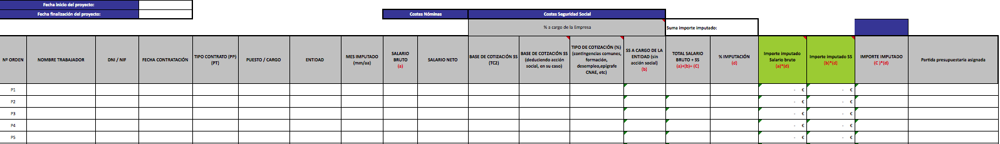 Fecha inicio del proyecto:
Fecha finalización del proyecto:
Costes Nóminas
Costes Seguridad Social
% a cargo de la Empresa
Suma importe imputado:
Nº ORDEN
NOMBRE TRABAJADOR
DNI / NIF
FECHA CONTRATACIÓN
TIPO CONTRATO (PP)
(PT)
PUESTO / CARGO
ENTIDAD
MES IMPUTADO
(mm/aa)
SALARIO
BRUTO
(a)
SALARIO NETO
BASE DE COTIZACIÓN SS
(TC2)
BASE DE COTZACIÓN SS
(deduciendo acción
social, en su caso)
TIPO DE COTIZACIÓN (%)
(contingencias comunes,
formación,
desempleo,epígrafe
CNAE, etc)
SS A CARGO DE LA
ENTIDAD (sin
acción social)
(b)
TOTAL SALARIO
BRUTO + SS
(a)+(b)= (C)
% IMPUTACIÓN
(d)
Importe imputado
Salario bruto
(a)*(d)
Importe imputado SS
(b)*(d)
IMPORTE IMPUTADO
(C )*(d)
Partida presupuestaria asignada
P1
- €
- €
P2
- €
- €
P3
- €
- €
P4
- €
- €
P5
- €
- €